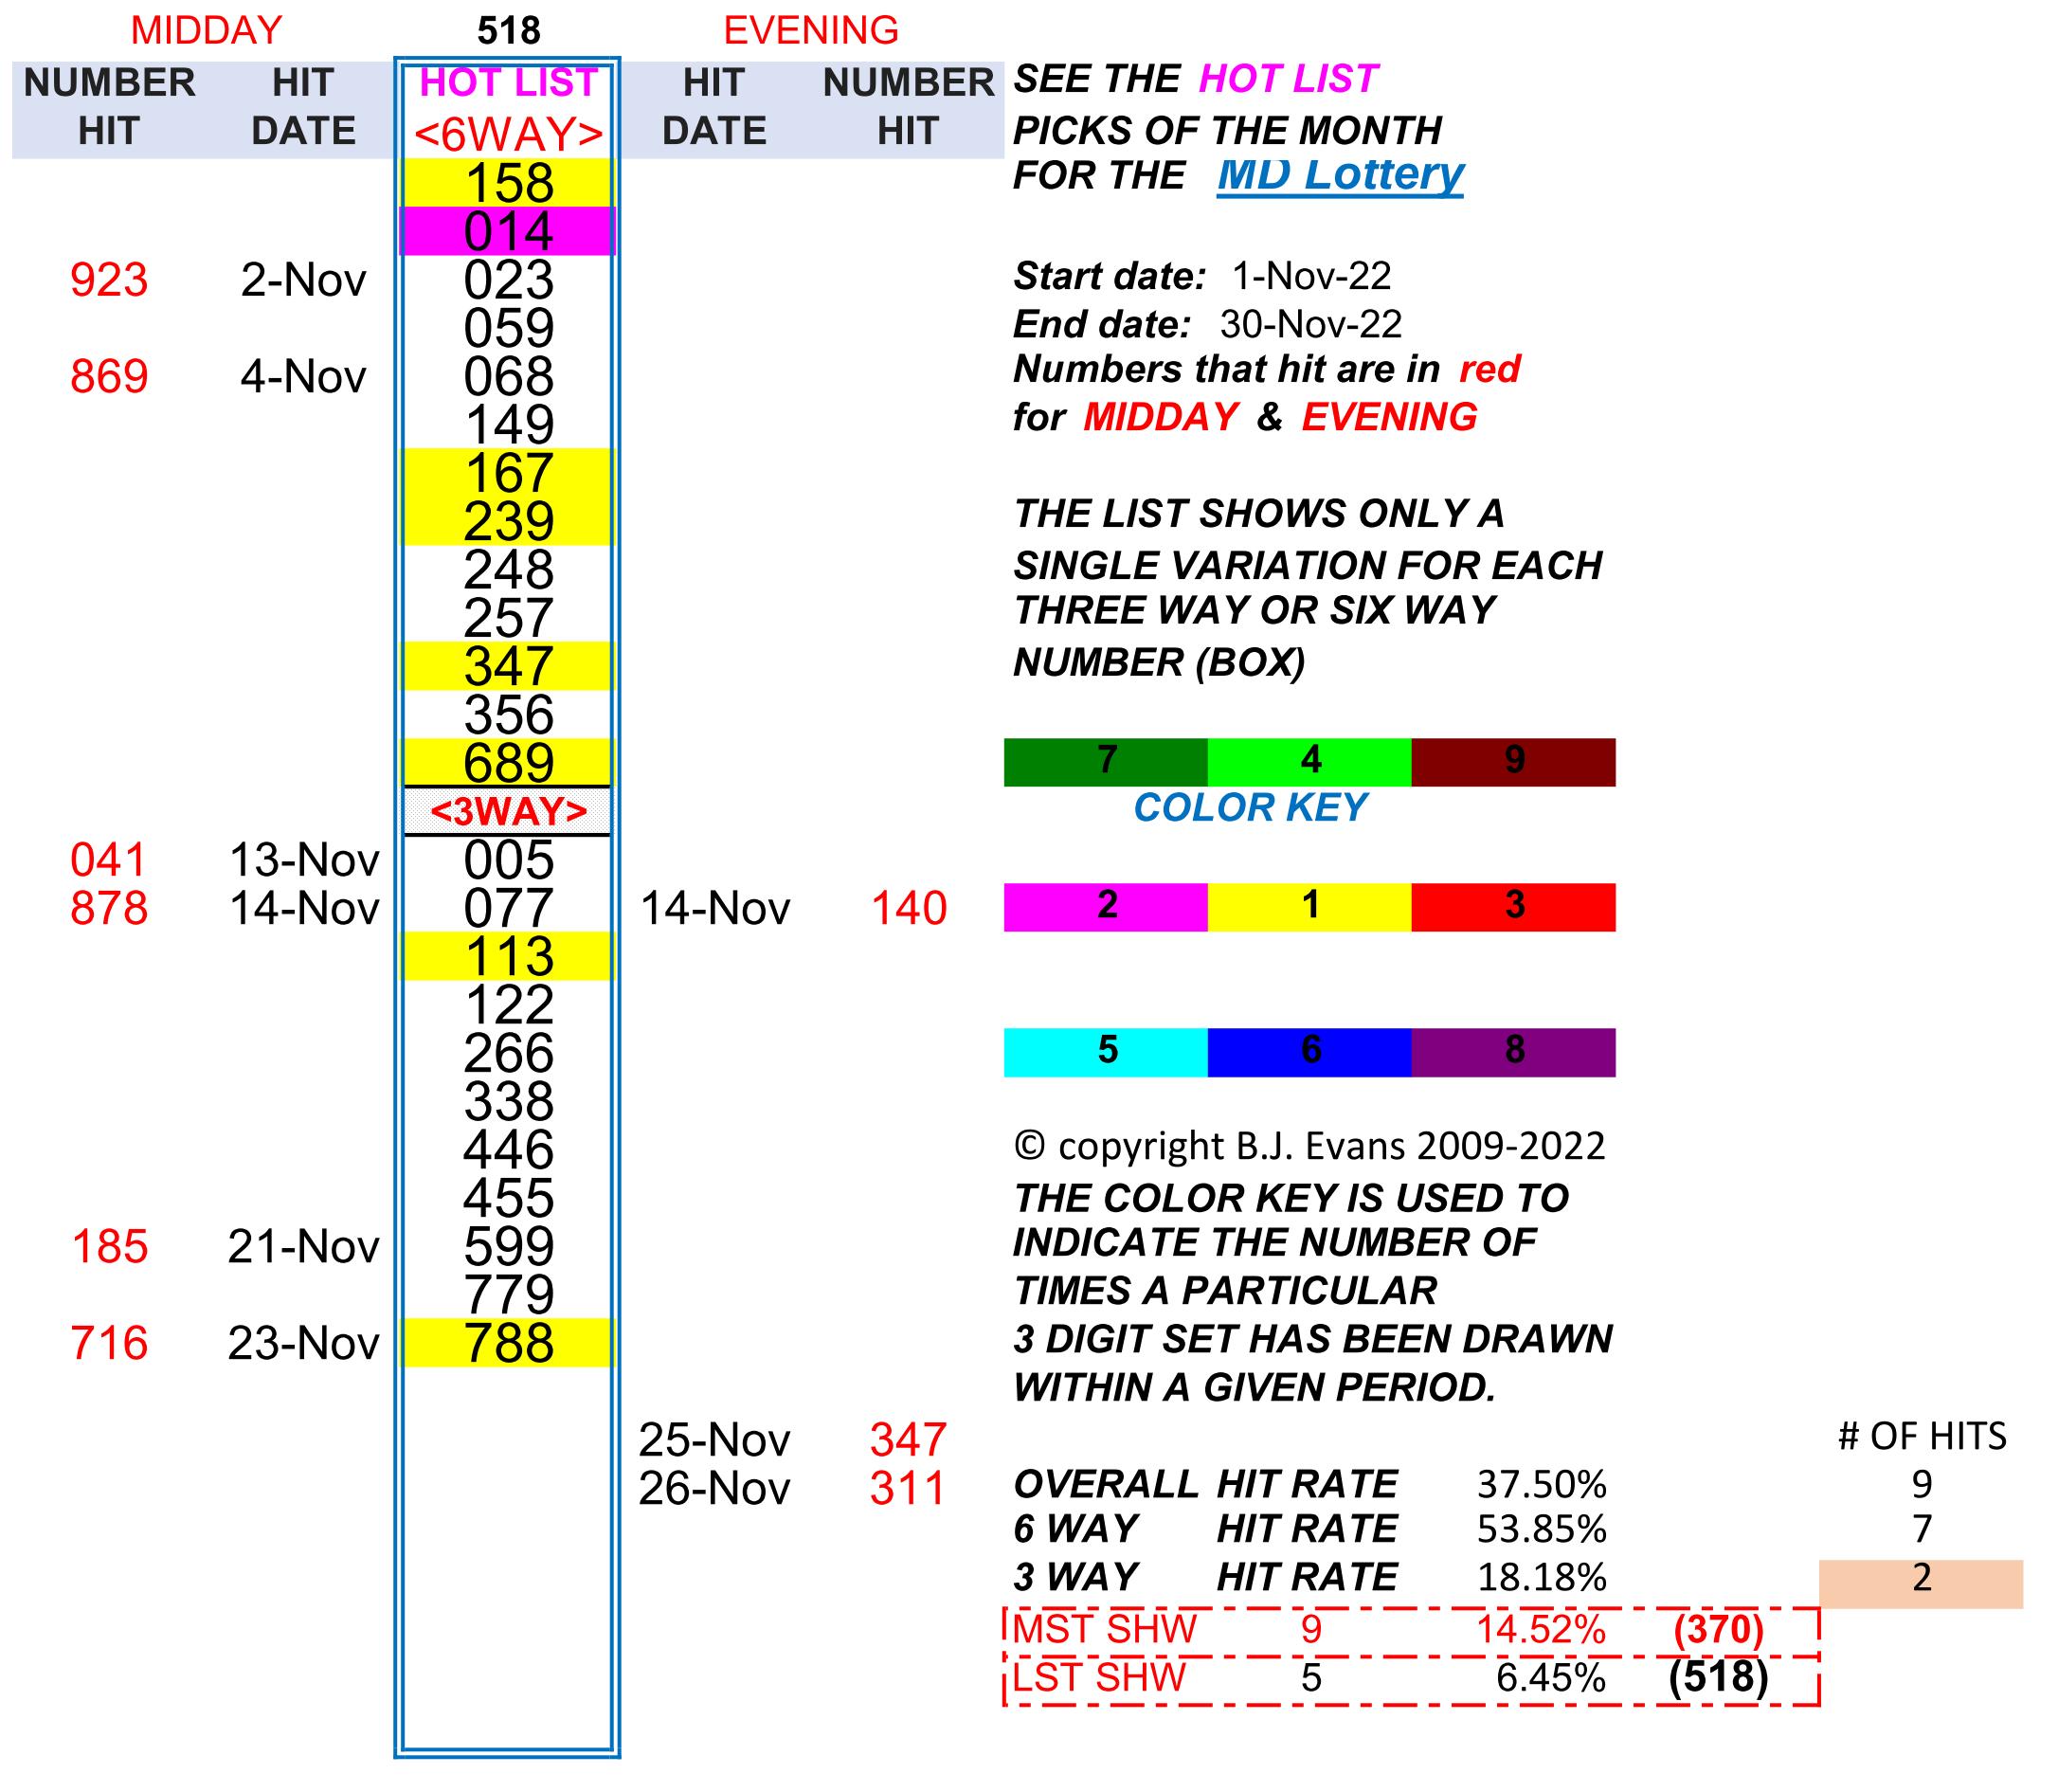 MIDDAY 518 EVENING
NUMBER HIT HOT LIST HIT NUMBER SEE THE HOT LIST
HIT DATE <6WAY> DATE HIT PICKS OF THE MONTH
158 FOR THE MD Lottery
014
923 2-Nov 023 Start date: 1-Nov-22
059 End date: 30-Nov-22
869 4-Nov 068 Numbers that hit are in red
149 for MIDDAY & EVENING
167
239 THE LIST SHOWS ONLY A
248 SINGLE VARIATION FOR EACH
257 THREE WAY OR SIX WAY
347 NUMBER (BOX)
356
689 7 4 9
<3WAY> COLOR KEY
041 13-Nov 005
878 14-Nov 077 14-Nov 140 2 1 3
113
122
266 5 6 8
338
446 © copyright B.J. Evans 2009-2022
455 THE COLOR KEY IS USED TO
185 21-Nov 599 INDICATE THE NUMBER OF
779 TIMES A PARTICULAR
716 23-Nov 788 3 DIGIT SET HAS BEEN DRAWN
WITHIN A GIVEN PERIOD.
25-Nov 347 # OF HITS
26-Nov 311 OVERALL HIT RATE 37.50% 9
6 WAY HIT RATE 53.85% 7
3 WAY HIT RATE 18.18% 2
MST SHW 9 14.52% (370)
LST SHW 5 6.45% (518)